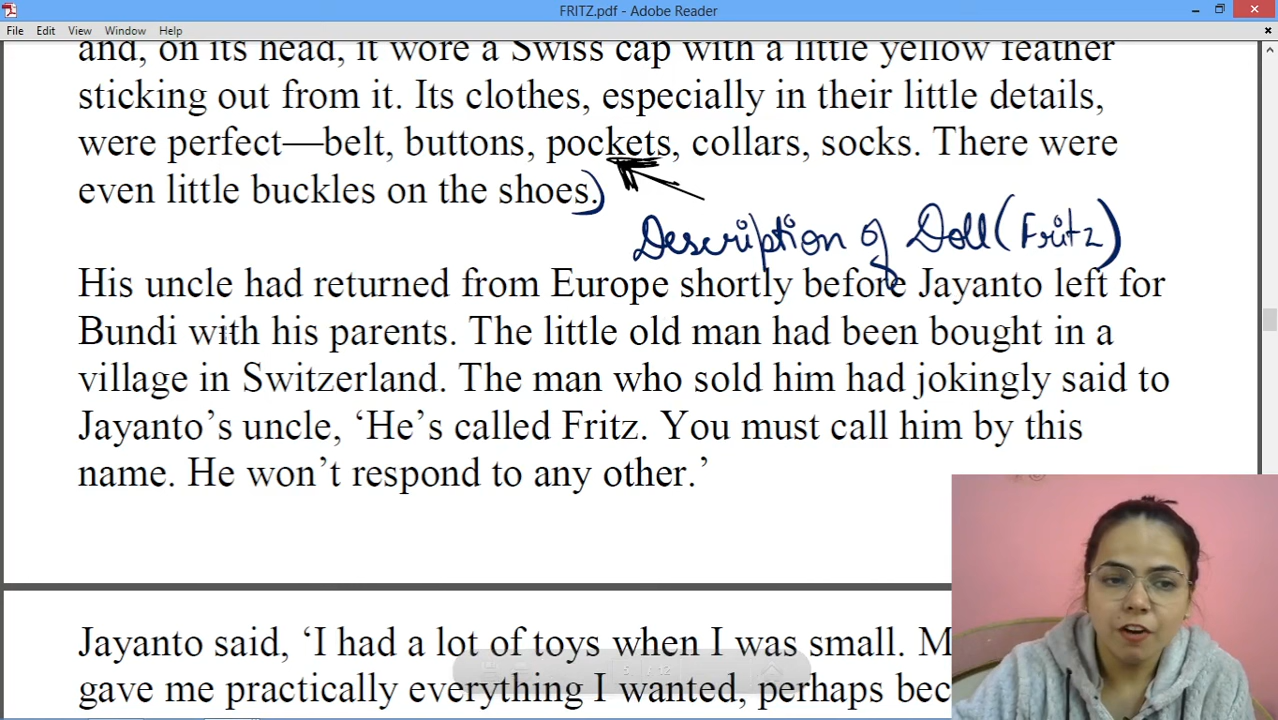 FRITZ.pdf - Adobe Reader
File Edit View Window Help
and, on its head, it wore a Swiss cap with a little yellow feather
sticking out from it. Its clothes, especially in their little details,
were perfect—belt, buttons, pockets, collars, socks. There were
even little buckles on the shoes.)
Description of Doll (Fritz)
His uncle had returned from Europe shortly before Jayanto left for
Bundi with his parents. The little old man had been bought in a
village in Switzerland. The man who sold him had jokingly said to
Jayanto’s uncle, ‘He’s called Fritz. You must call him by this
name. He won’t respond to any other.’
Jayanto said, ‘I had a lot of toys when I was small. M
gave me practically everything I wanted, perhaps bec